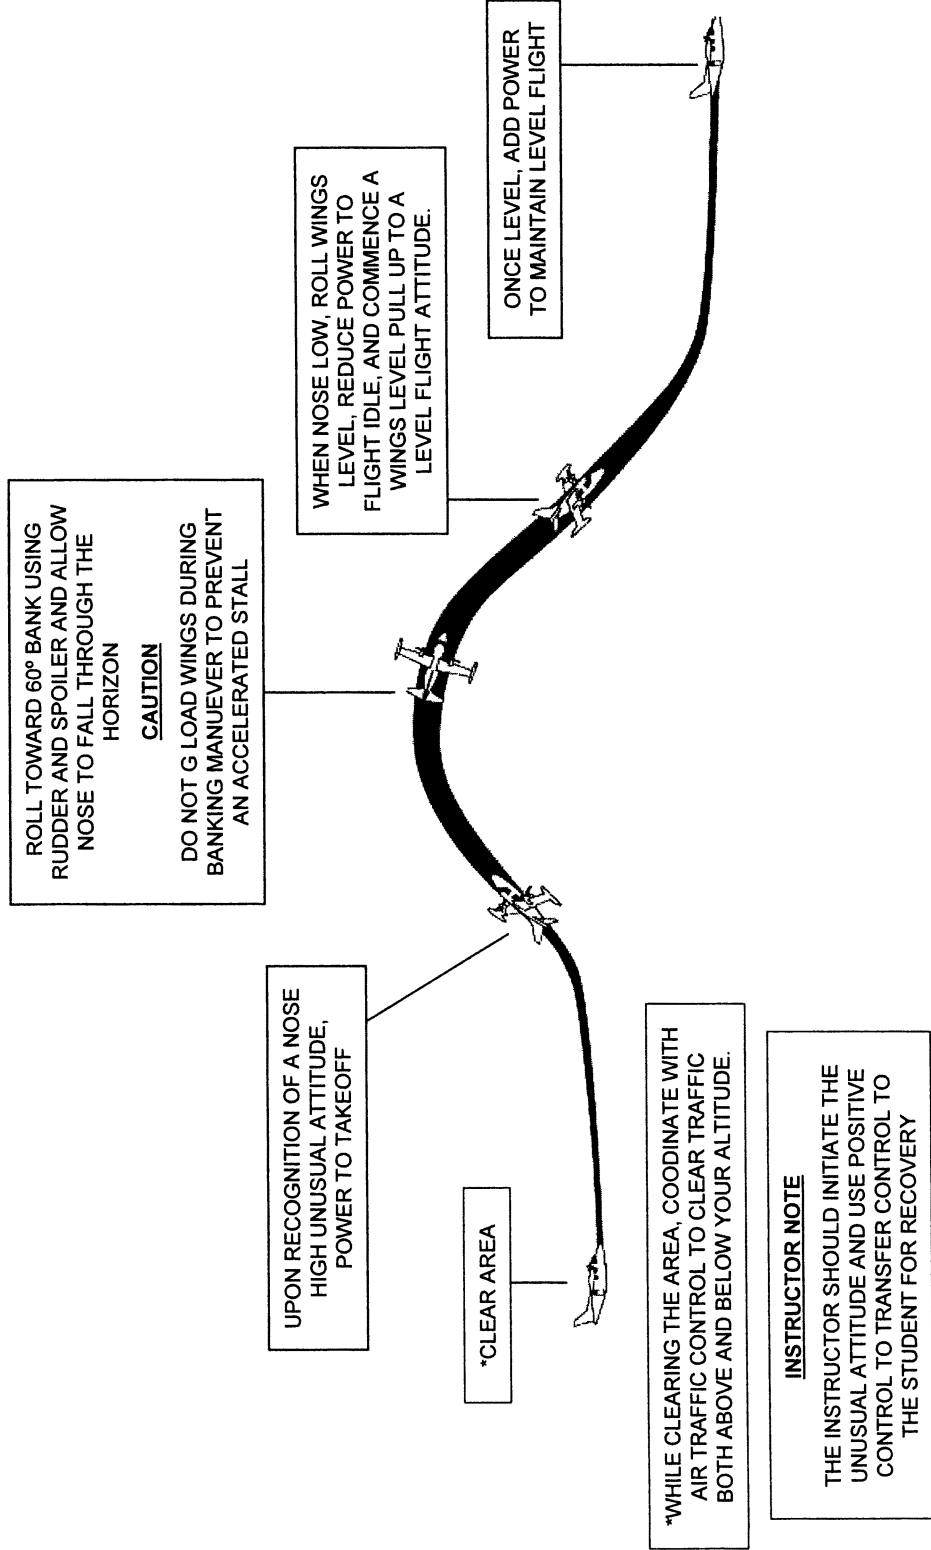 *CLEAR AREA
UPON RECOGNITION OF A NOSE
HIGH UNUSUAL ATTITUDE,
POWER TO TAKEOFF
ROLL TOWARD 60º BANK USING
RUDDER AND SPOILER AND ALLOW
NOSE TO FALL THROUGH THE
HORIZON
CAUTION
DO NOT G LOAD WINGS DURING
BANKING MANUEVER TO PREVENT
AN ACCELERATED STALL
WHEN NOSE LOW, ROLL WINGS
LEVEL, REDUCE POWER TO
FLIGHT IDLE, AND COMMENCE A
WINGS LEVEL PULL UP TO A
LEVEL FLIGHT ATTITUDE.
ONCE LEVEL, ADD POWER
TO MAINTAIN LEVEL FLIGHT
*WHILE CLEARING THE AREA, COODINATE WITH
AIR TRAFFIC CONTROL TO CLEAR TRAFFIC
BOTH ABOVE AND BELOW YOUR ALTITUDE.
INSTRUCTOR NOTE
THE INSTRUCTOR SHOULD INITIATE THE
UNUSUAL ATTITUDE AND USE POSITIVE
CONTROL TO TRANSFER CONTROL TO
THE STUDENT FOR RECOVERY